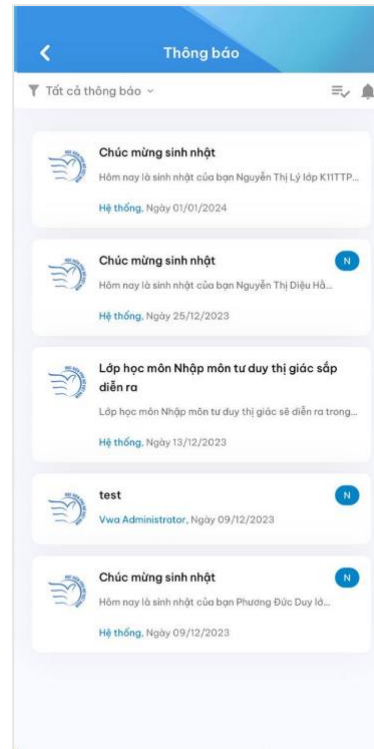 Thông báo
Tất cả thông báo
Chúc mừng sinh nhật
Hôm nay là sinh nhật của bạn Nguyễn Thị Lý lớp K11TTP...
Hệ thống, Ngày 01/01/2024
Chúc mừng sinh nhật
N
Hôm nay là sinh nhật của bạn Nguyễn Thị Diệu Hằ...
Hệ thống, Ngày 25/12/2023
Lớp học môn Nhập môn tư duy thị giác sắp
diễn ra
Lớp học môn Nhập môn tư duy thị giác sẽ diễn ra trong...
Hệ thống, Ngày 13/12/2023
test
N
Vwa Administrator, Ngày 09/12/2023
Chúc mừng sinh nhật
N
Hôm nay là sinh nhật của bạn Phương Đức Duy lớ...
Hệ thống, Ngày 09/12/2023